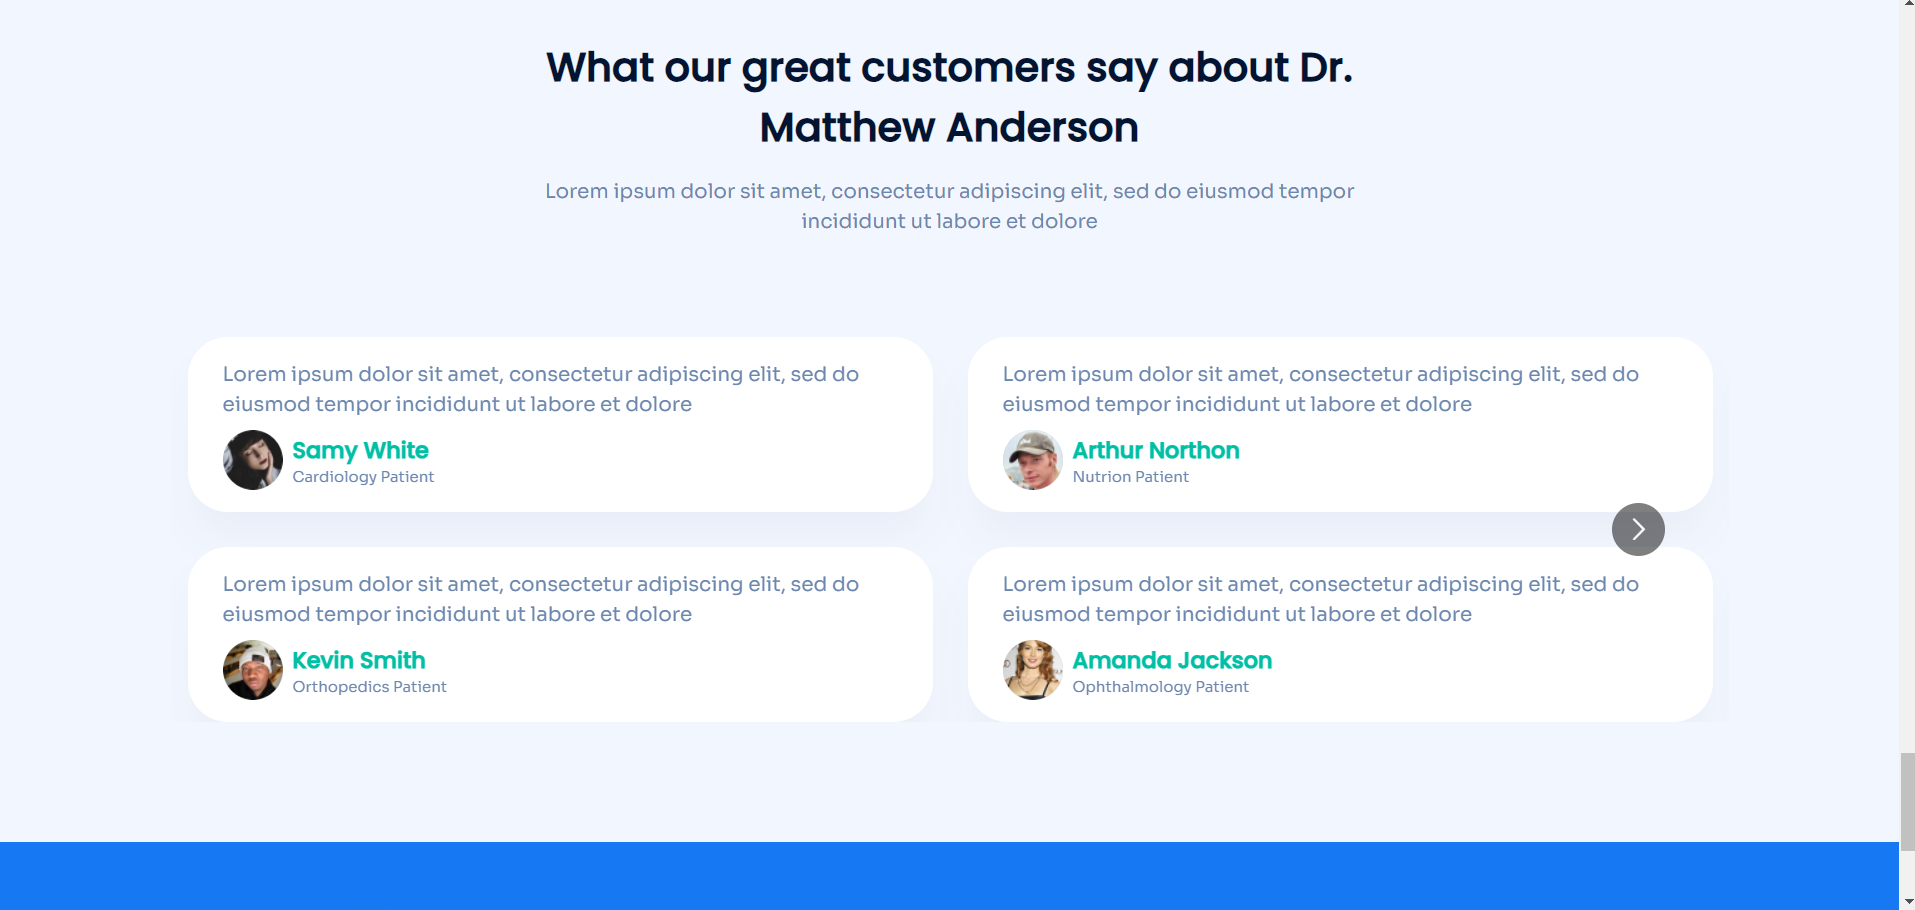 What our great customers say about Dr.
Matthew Anderson
Lorem ipsum dolor sit amet, consectetur adipiscing elit, sed do eiusmod tempor
incididunt ut labore et dolore
Lorem ipsum dolor sit amet, consectetur adipiscing elit, sed do
eiusmod tempor incididunt ut labore et dolore
Samy White
Cardiology Patient
Lorem ipsum dolor sit amet, consectetur adipiscing elit, sed do
eiusmod tempor incididunt ut labore et dolore
Arthur Northon
Nutrion Patient
Lorem ipsum dolor sit amet, consectetur adipiscing elit, sed do
eiusmod tempor incididunt ut labore et dolore
Kevin Smith
Orthopedics Patient
Lorem ipsum dolor sit amet, consectetur adipiscing elit, sed do
eiusmod tempor incididunt ut labore et dolore
Amanda Jackson
Ophthalmology Patient